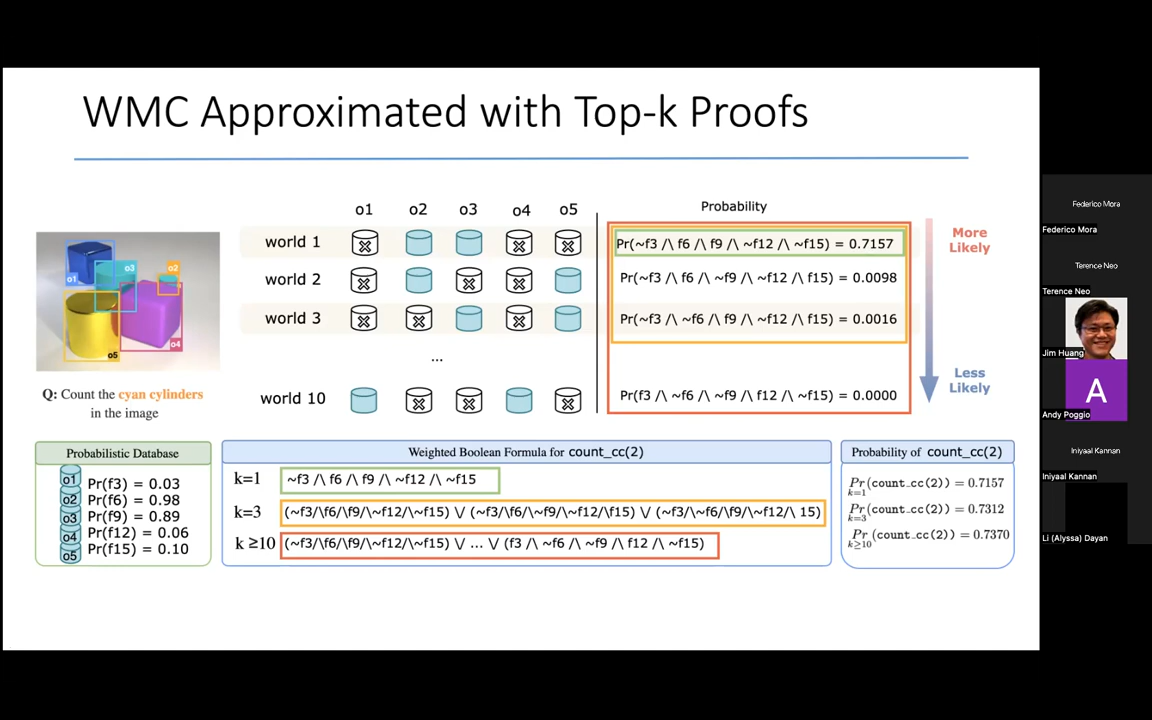 WMC Approximated with Top-k Proofs
o1 o2 o3 o4 o5
Probability
world 1
Pr(~f3 /\ f6 /\ f9 /\ ~f12 /\ ~f15) = 0.7157
world 2
Pr(~f3 /\ f6 /\ ~f9 /\ ~f12 /\ f15) = 0.0098
world 3
Pr(~f3 /\ ~f6 /\ f9 /\ ~f12 /\ f15) = 0.0016
...
world 10
Pr(f3 /\ ~f6 /\ ~f9 /\ f12 /\ ~f15) = 0.0000
More
Likely
Less
Likely
o1
o3
o2
o4
o5
Q: Count the cyan cylinders
in the image
Probabilistic Database
o1 Pr(f3) = 0.03
o2 Pr(f6) = 0.98
o3 Pr(f9) = 0.89
o4 Pr(f12) = 0.06
o5 Pr(f15) = 0.10
Weighted Boolean Formula for count_cc(2)
k=1 ~f3 /\ f6 /\ f9 /\ ~f12 /\ ~f15
k=3 (~f3/\f6/\f9/\~f12/\~f15) \/ (~f3/\f6/\~f9/\~f12/\f15) \/ (~f3/\~f6/\f9/\~f12/\ 15)
k ≥10 (~f3/\f6/\f9/\~f12/\~f15) \/ ... \/ (f3 /\ ~f6 /\ ~f9 /\ f12 /\ ~f15)
Probability of count_cc(2)
Pr(count_cc(2)) = 0.7157
k=1
Pr(count_cc(2)) = 0.7312
k=3
Pr(count_cc(2)) = 0.7370
k≥10
Federico Mora
Federico Mora
Terence Neo
Terence Neo
Jim Huang
A
Andy Poggio
Iniyaal Kannan
Iniyaal Kannan
Li (Alyssa) Dayan